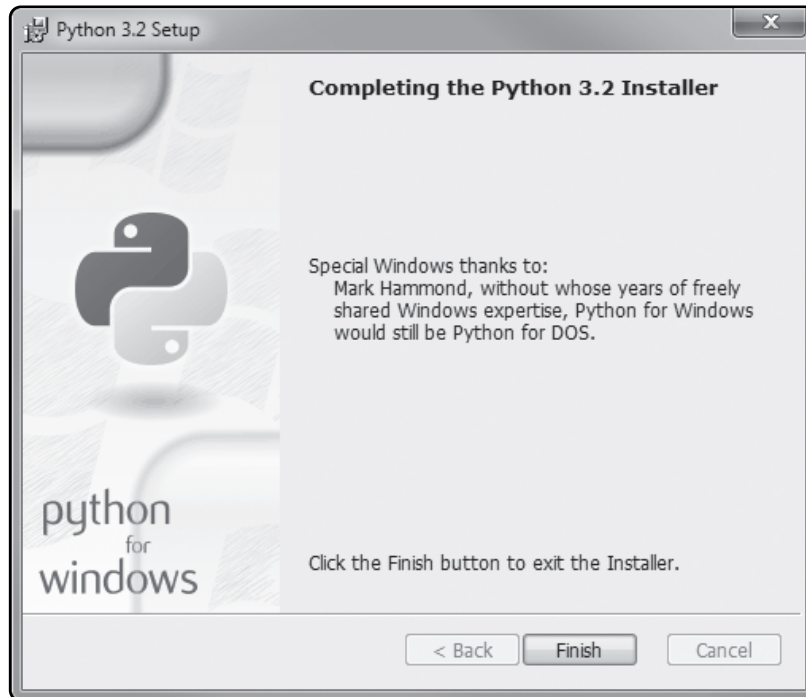 Python 3.2 Setup
X
Completing the Python 3.2 Installer
Special Windows thanks to:
Mark Hammond, without whose years of freely
shared Windows expertise, Python for Windows
would still be Python for DOS.
python
for
windows
Click the Finish button to exit the Installer.
< Back
Finish
Cancel